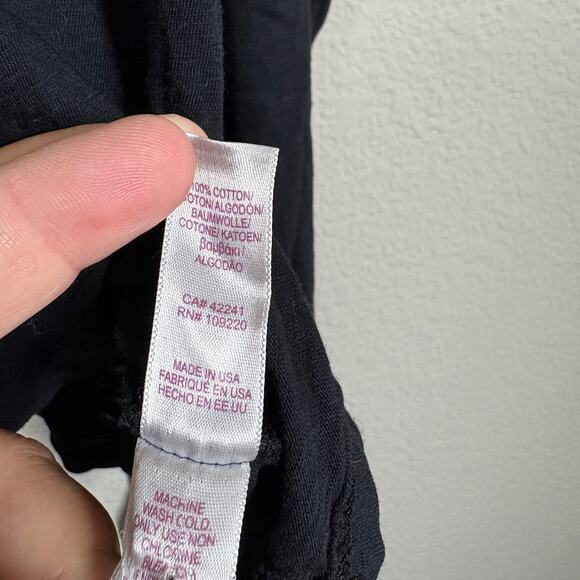 100% COTTON/
COTON/ALGODÓN/
BAUMWOLLE/
COTONE/KATOEN/
βαμβάκι/
ALGODÃO
CA# 42241
RN# 109220
MADE IN USA
FABRIQUÉ EN USA
HECHO EN EE.UU
MACHINE
WASH COLD,
ONLY USE NON
CHLORINE